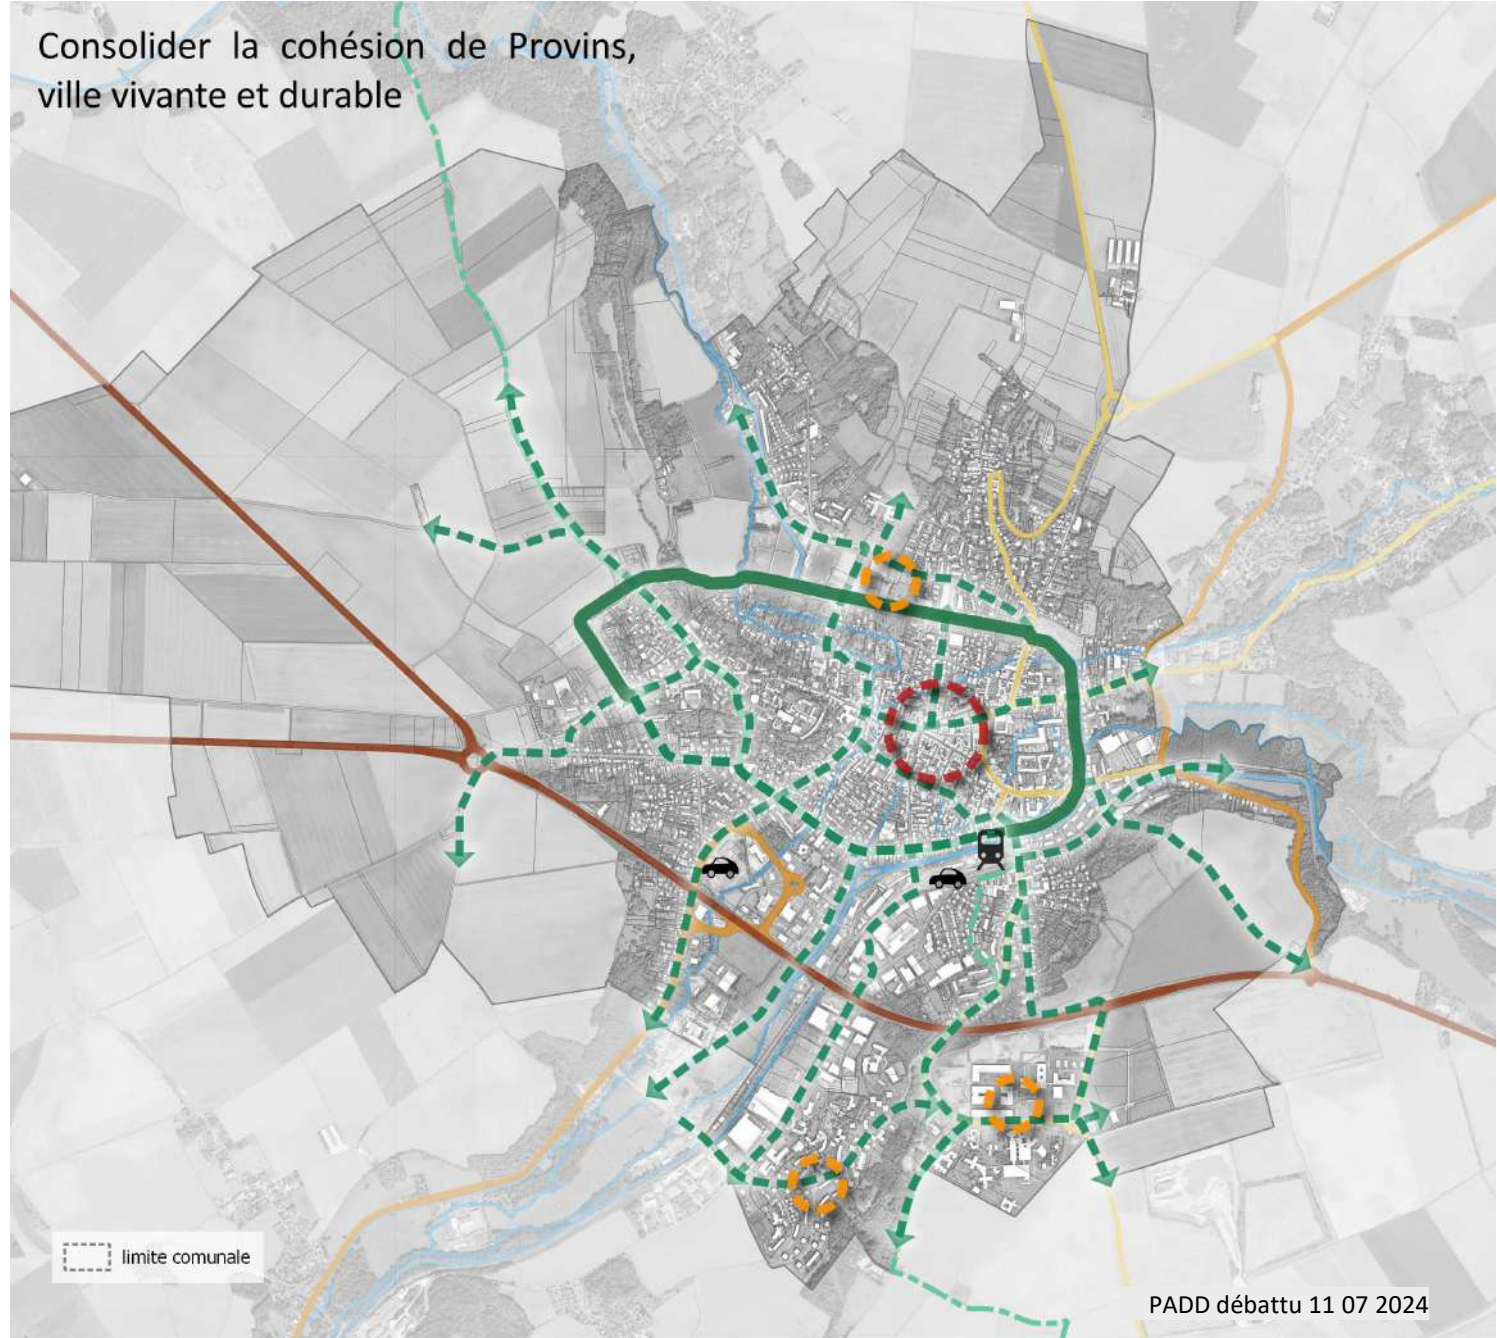 Consolider la cohésion de Provins,
ville vivante et durable
limite comunale
PADD débattu 11 07 2024